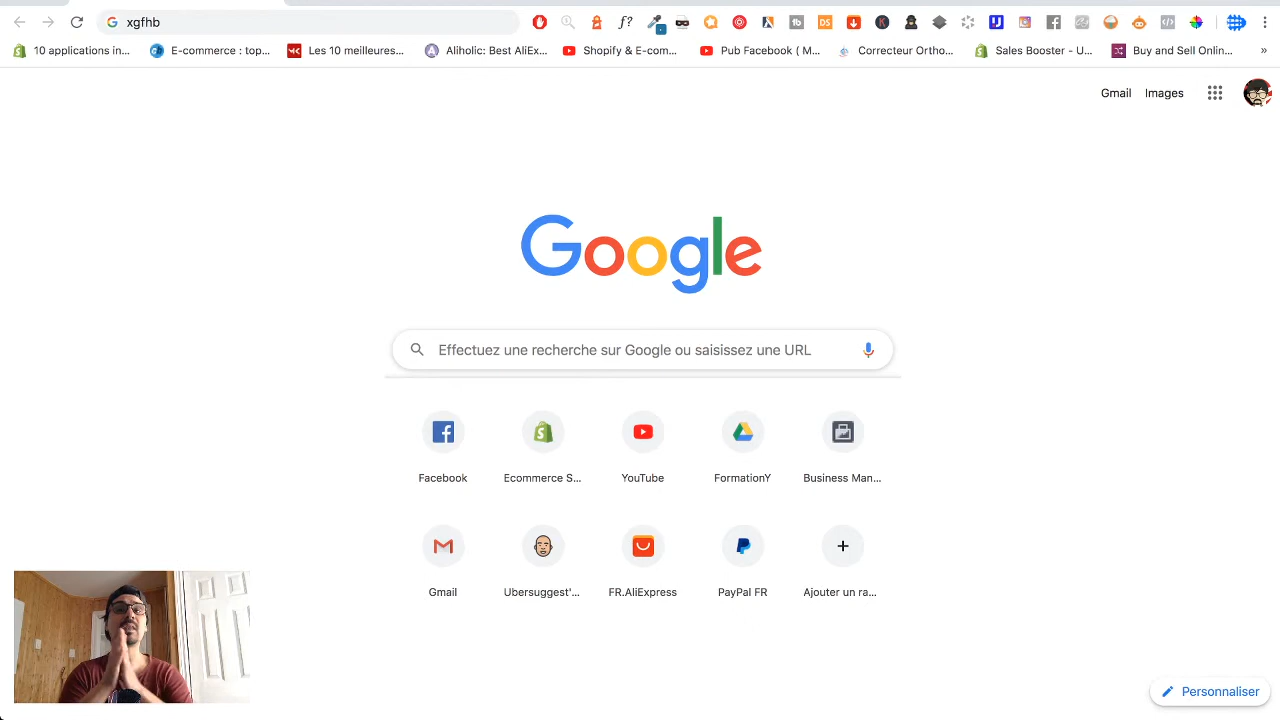 xgfhb
10 applications in...
E-commerce : top...
Les 10 meilleures...
Aliholic: Best AliEx...
Shopify & E-com...
Pub Facebook ( M...
Correcteur Ortho...
Sales Booster - U...
Buy and Sell Onlin...
»
Gmail Images
Google
Effectuez une recherche sur Google ou saisissez une URL
Facebook
Ecommerce S...
YouTube
FormationY
Business Man...
Gmail
Ubersuggest'...
FR.AliExpress
PayPal FR
Ajouter un ra...
Personnaliser